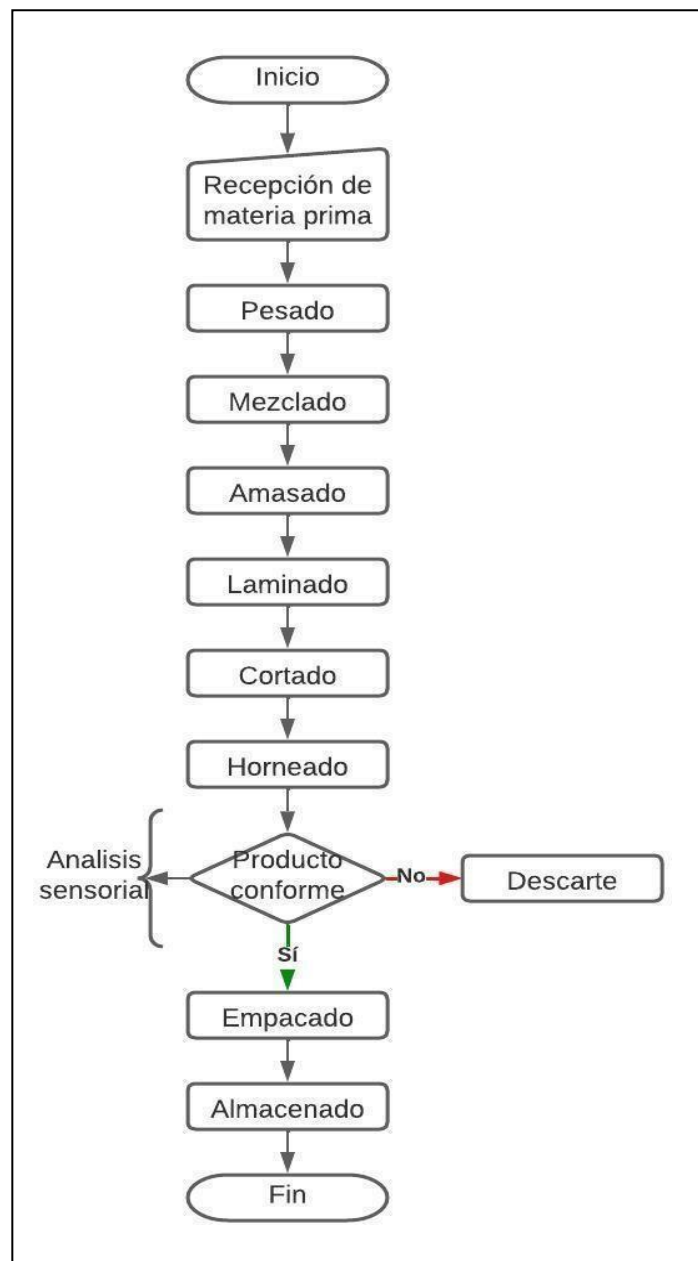 Inicio
Recepción de
materia prima
Pesado
Mezclado
Amasado
Laminado
Cortado
Horneado
Analisis
sensorial
Producto
conforme
No
Descarte
Sí
Empacado
Almacenado
Fin